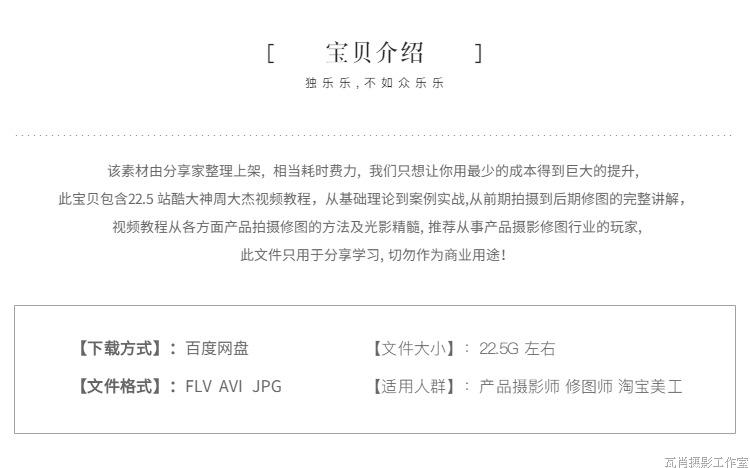 [ 宝贝介绍 ]
独乐乐,不如众乐乐
该素材由分享家整理上架, 相当耗时费力, 我们只想让你用最少的成本得到巨大的提升,
此宝贝包含22.5 站酷大神周大杰视频教程，从基础理论到案例实战,从前期拍摄到后期修图的完整讲解，
视频教程从各方面产品拍摄修图的方法及光影精髓, 推荐从事产品摄影修图行业的玩家,
此文件只用于分享学习, 切勿作为商业用途！
【下载方式】： 百度网盘 【文件大小】： 22.5G 左右
【文件格式】： FLV AVI JPG 【适用人群】： 产品摄影师 修图师 淘宝美工
瓦肖摄影工作室